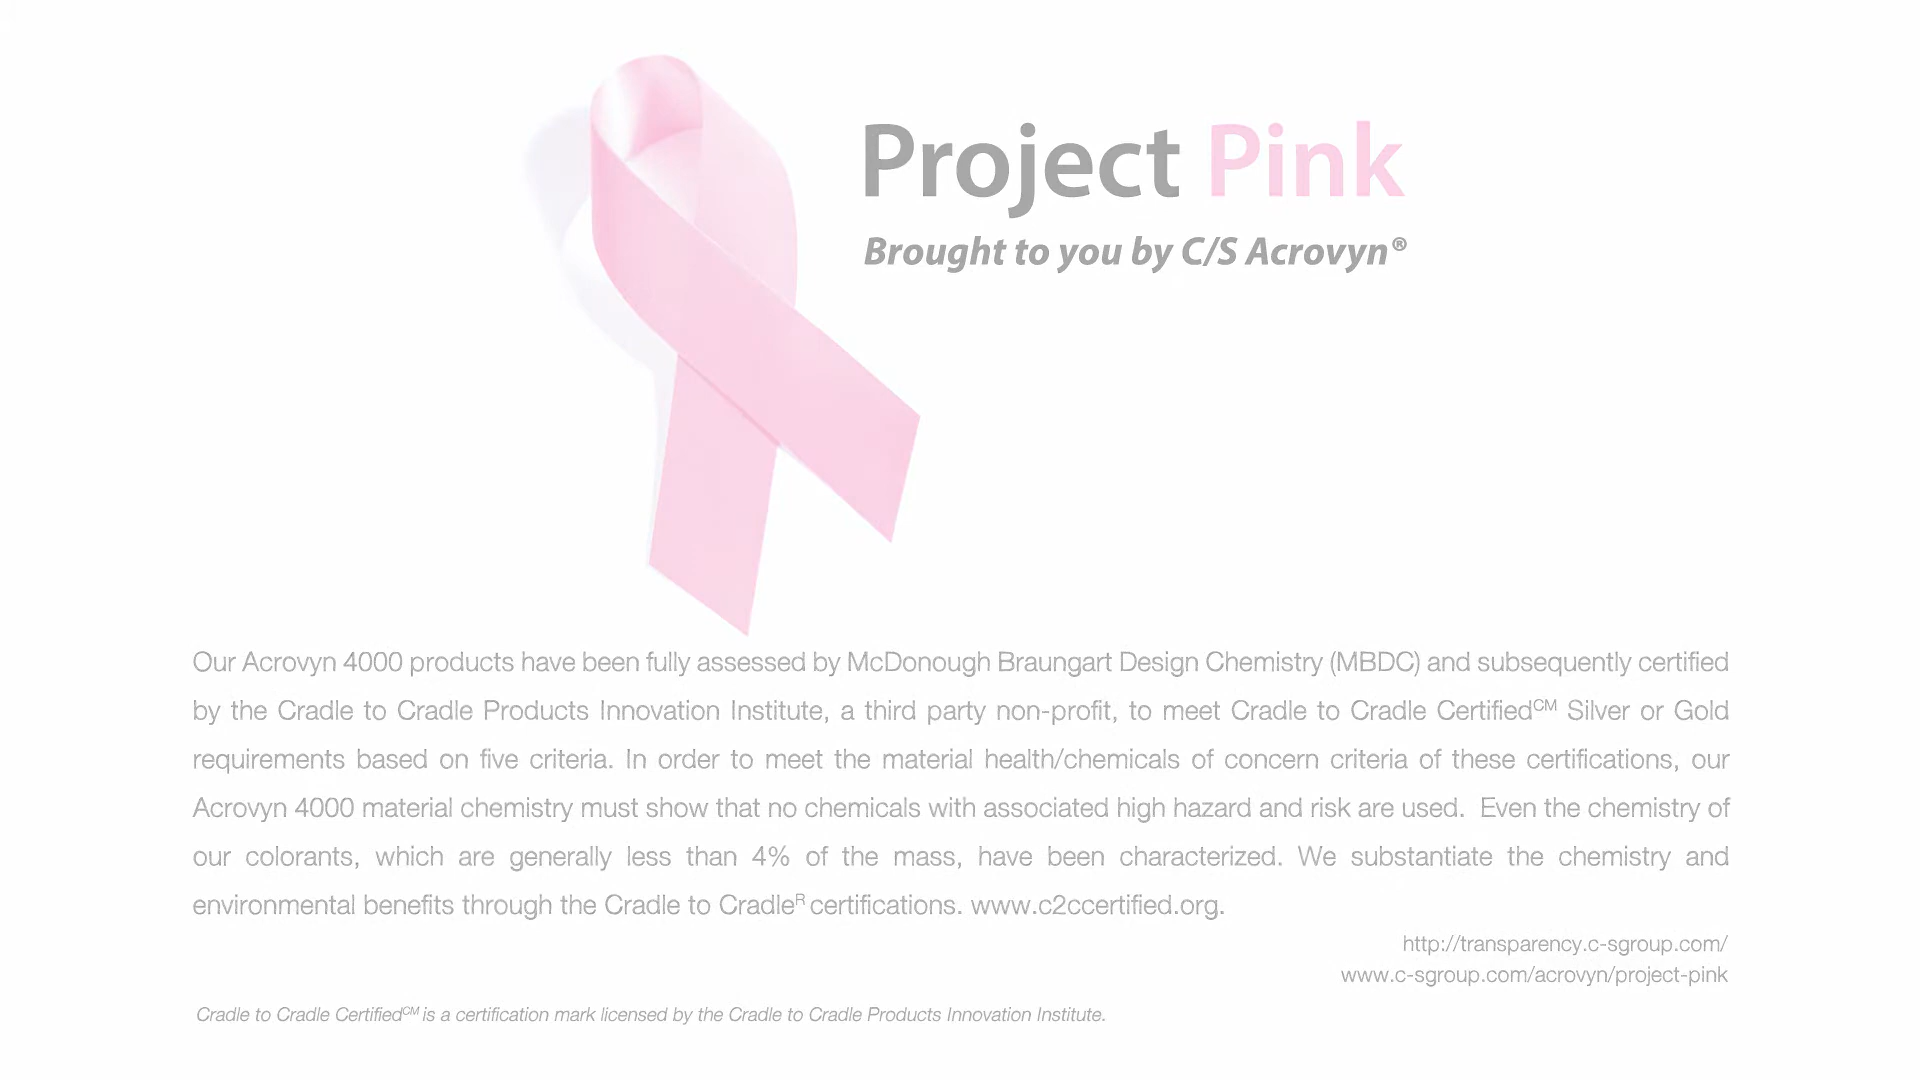 Project Pink
Brought to you by C/S Acrovyn®
Our Acrovyn 4000 products have been fully assessed by McDonough Braungart Design Chemistry (MBDC) and subsequently certified
by the Cradle to Cradle Products Innovation Institute, a third party non-profit, to meet Cradle to Cradle Certified℠ Silver or Gold
requirements based on five criteria. In order to meet the material health/chemicals of concern criteria of these certifications, our
Acrovyn 4000 material chemistry must show that no chemicals with associated high hazard and risk are used. Even the chemistry of
our colorants, which are generally less than 4% of the mass, have been characterized. We substantiate the chemistry and
environmental benefits through the Cradle to Cradleᴿ certifications. www.c2ccertified.org.
http://transparency.c-sgroup.com/
www.c-sgroup.com/acrovyn/project-pink
Cradle to Cradle Certifiedᶜᴹ is a certification mark licensed by the Cradle to Cradle Products Innovation Institute.